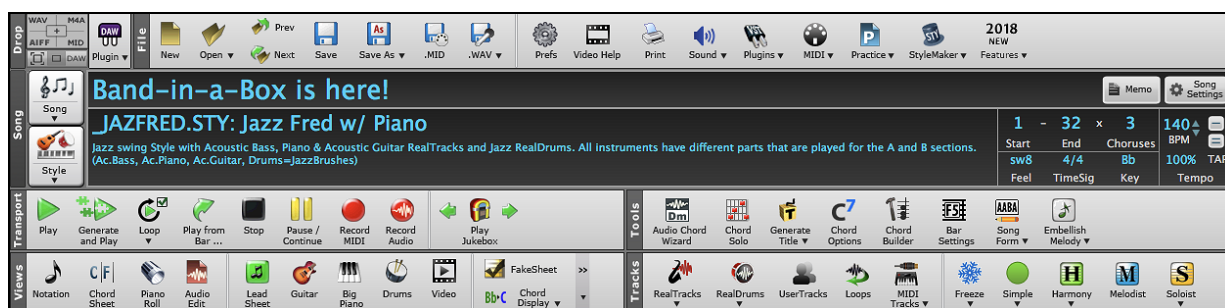 Drop
WAV M4A
+
AIFF MID
DAW
DAW
Plugin ▼
File
New
Open ▼
Prev
Next
Save
As
Save As ▼
.MID
.WAV ▼
Prefs
Video Help
Print
Sound ▼
Plugins ▼
MIDI ▼
P
Practice ▼
STY
StyleMaker ▼
2018
NEW
Features ▼
Song
Song
▼
Style
▼
Band-in-a-Box is here!
Memo
Song Settings
_JAZFRED.STY: Jazz Fred w/ Piano
Jazz swing Style with Acoustic Bass, Piano & Acoustic Guitar RealTracks and Jazz RealDrums. All instruments have different parts that are played for the A and B sections.
(Ac.Bass, Ac.Piano, Ac.Guitar, Drums=JazzBrushes)
1 - 32 x 3
Start End Choruses
sw8 4/4 Bb
Feel TimeSig Key
140
BPM
100% TAP
Tempo
Transport
Play
Generate and Play
Loop
▼
Play from Bar ...
Stop
Pause / Continue
Record MIDI
Record Audio
Play Jukebox
Tools
Dm
Audio Chord Wizard
Chord Solo
T
Generate Title ▼
C7
Chord Options
Chord Builder
Bar Settings
AABA
Song Form ▼
Embellish Melody ▼
Views
Notation
C F
Chord Sheet
Piano Roll
Audio Edit
Lead Sheet
Guitar
Big Piano
Drums
Video
FakeSheet
»
Bb▸C Chord Display ▼
▼
Tracks
RealTracks
▼
RealDrums
▼
UserTracks
Loops
MIDI Tracks ▼
Freeze
▼
Simple
▼
H
Harmony
▼
M
Melodist
S
Soloist